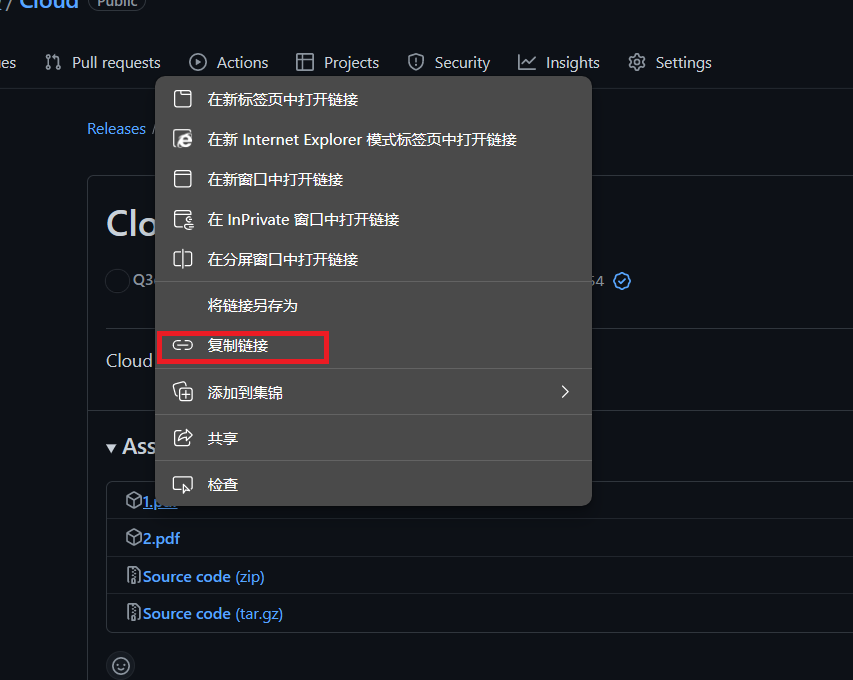 / Cloud Public
es Pull requests Actions Projects Security Insights Settings
在新标签页中打开链接
Releases /
在新 Internet Explorer 模式标签页中打开链接
在新窗口中打开链接
Clo
在 InPrivate 窗口中打开链接
在分屏窗口中打开链接
Q3
54
将链接另存为
复制链接
Cloud
添加到集锦
共享
Ass
检查
2.pdf
Source code (zip)
Source code (tar.gz)